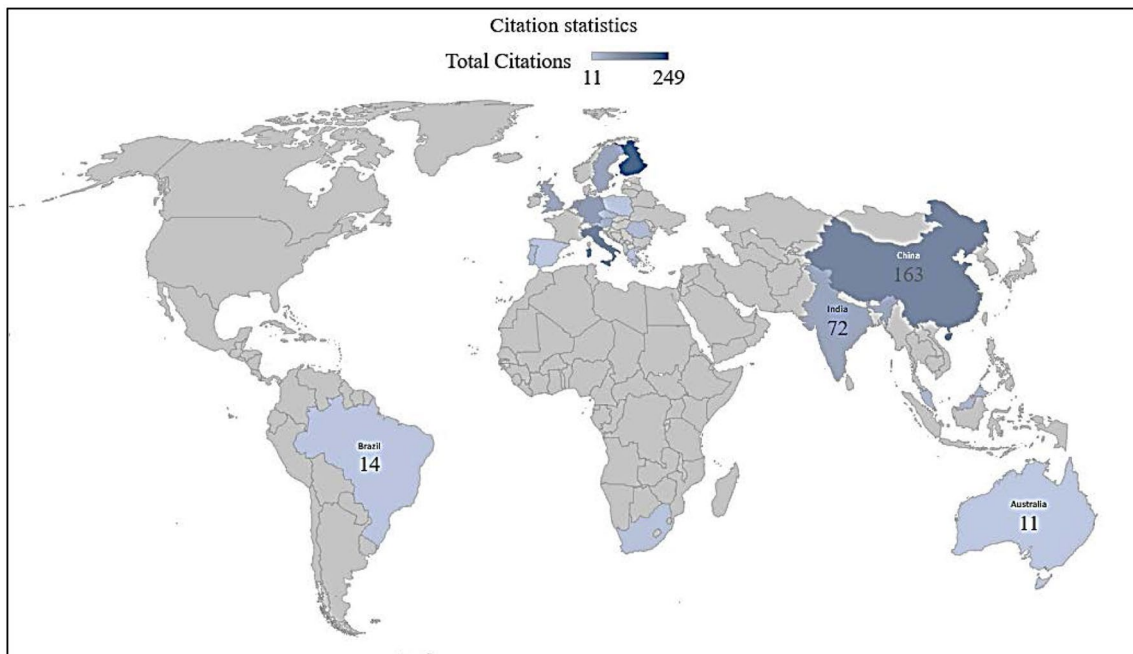 Citation statistics
Total Citations
11 249
China
163
India
72
Brazil
14
Australia
11